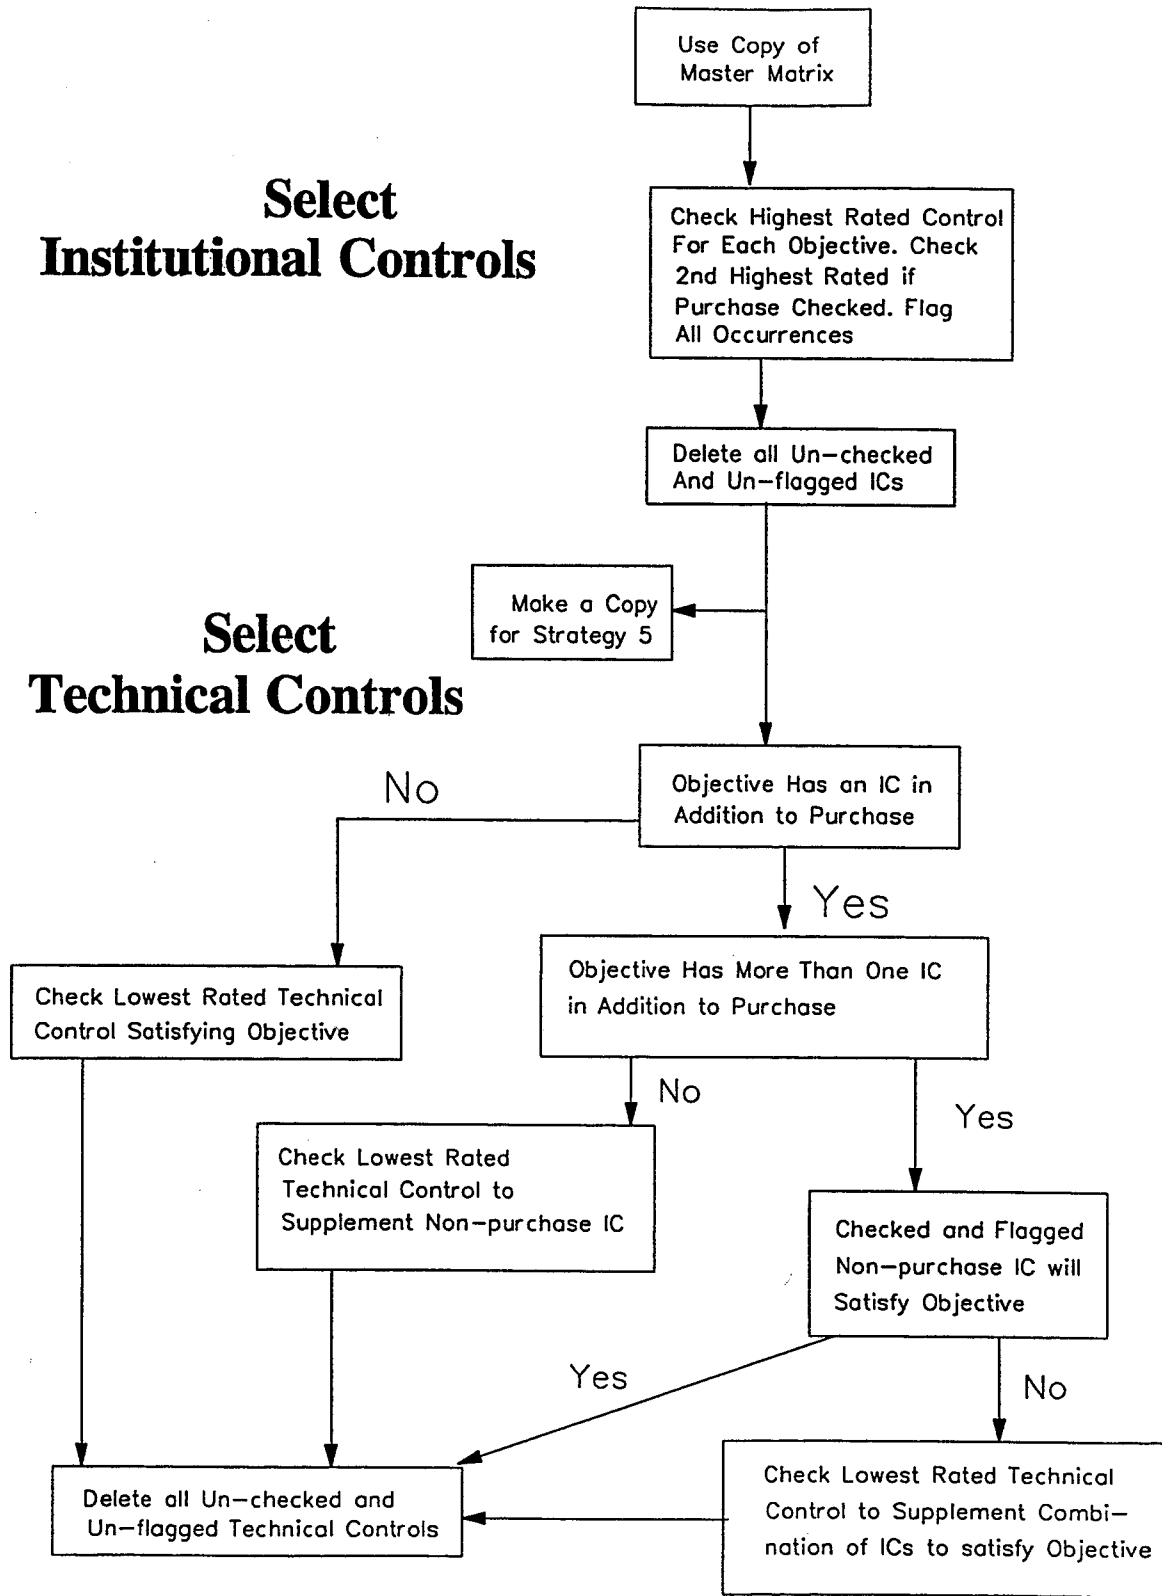 Use Copy of
Master Matrix
Select
Institutional Controls
Check Highest Rated Control
For Each Objective. Check
2nd Highest Rated if
Purchase Checked. Flag
All Occurrences
Delete all Un-checked
And Un-flagged ICs
Make a Copy
for Strategy 5
Select
Technical Controls
Objective Has an IC in
Addition to Purchase
No
Yes
Objective Has More Than One IC
in Addition to Purchase
Check Lowest Rated Technical
Control Satisfying Objective
No
Yes
Check Lowest Rated
Technical Control to
Supplement Non-purchase IC
Checked and Flagged
Non-purchase IC will
Satisfy Objective
Yes
No
Delete all Un-checked and
Un-flagged Technical Controls
Check Lowest Rated Technical
Control to Supplement Combi-
nation of ICs to satisfy Objective